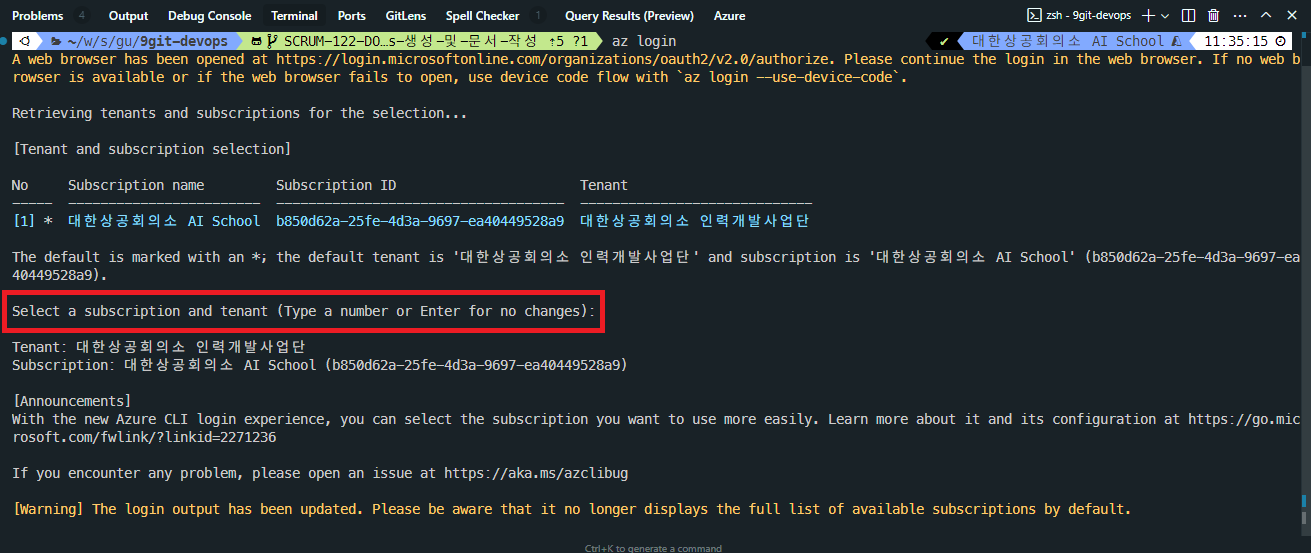 Problems 4 Output Debug Console Terminal Ports GitLens Spell Checker 1 Query Results (Preview) Azure zsh - 9git-devops
~/w/s/gu/9git-devops SCRUM-122-DO…s-생성-및-문서-작성 ⇡5 ?1 az login ✔ 대한상공회의소 AI School 11:35:15
A web browser has been opened at https://login.microsoftonline.com/organizations/oauth2/v2.0/authorize. Please continue the login in the web browser. If no web b
rowser is available or if the web browser fails to open, use device code flow with `az login --use-device-code`.
Retrieving tenants and subscriptions for the selection...
[Tenant and subscription selection]
No Subscription name Subscription ID Tenant
----- ------------------------ ------------------------------------ -----------------------------
[1] * 대한상공회의소 AI School b850d62a-25fe-4d3a-9697-ea40449528a9 대한상공회의소 인력개발사업단
The default is marked with an *; the default tenant is '대한상공회의소 인력개발사업단' and subscription is '대한상공회의소 AI School' (b850d62a-25fe-4d3a-9697-ea
40449528a9).
Select a subscription and tenant (Type a number or Enter for no changes):
Tenant: 대한상공회의소 인력개발사업단
Subscription: 대한상공회의소 AI School (b850d62a-25fe-4d3a-9697-ea40449528a9)
[Announcements]
With the new Azure CLI login experience, you can select the subscription you want to use more easily. Learn more about it and its configuration at https://go.mic
rosoft.com/fwlink/?linkid=2271236
If you encounter any problem, please open an issue at https://aka.ms/azclibug
[Warning] The login output has been updated. Please be aware that it no longer displays the full list of available subscriptions by default.
Ctrl+K to generate a command